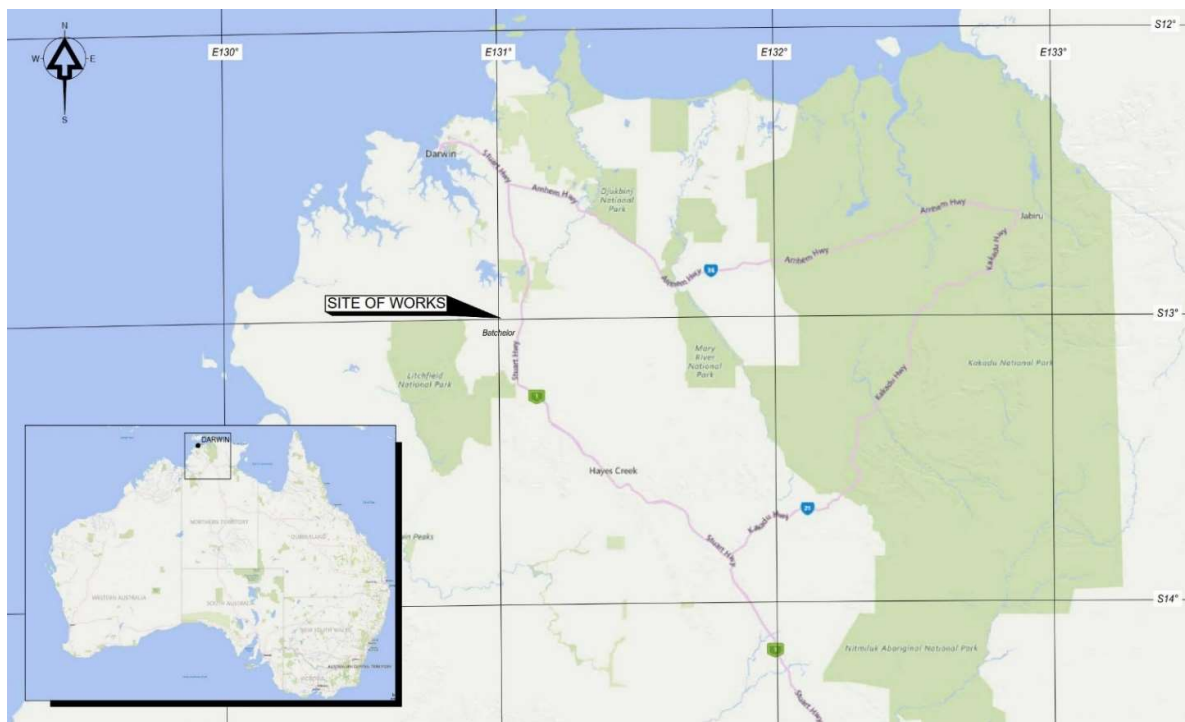 N
W
E
S
E130°
E131°
E132°
E133°
S12°
Darwin
Stuart Hwy
Arnhem Hwy
Djukbinj
National
Park
Arnhem Hwy
36
Arnhem Hwy
Arnhem Hwy
Jabiru
Kakadu Hwy
SITE OF WORKS
S13°
Batchelor
Stuart Hwy
Litchfield
National Park
Mary
River
National
Park
Kakadu National Park
Kakadu Hwy
1
Hayes Creek
Kakadu Hwy
21
Stuart Hwy
S14°
1
Nitmiluk Aboriginal National Park
Stuart Hwy
DARWIN
NORTHERN TERRITORY
QUEENSLAND
WESTERN AUSTRALIA
SOUTH AUSTRALIA
NEW SOUTH WALES
VICTORIA